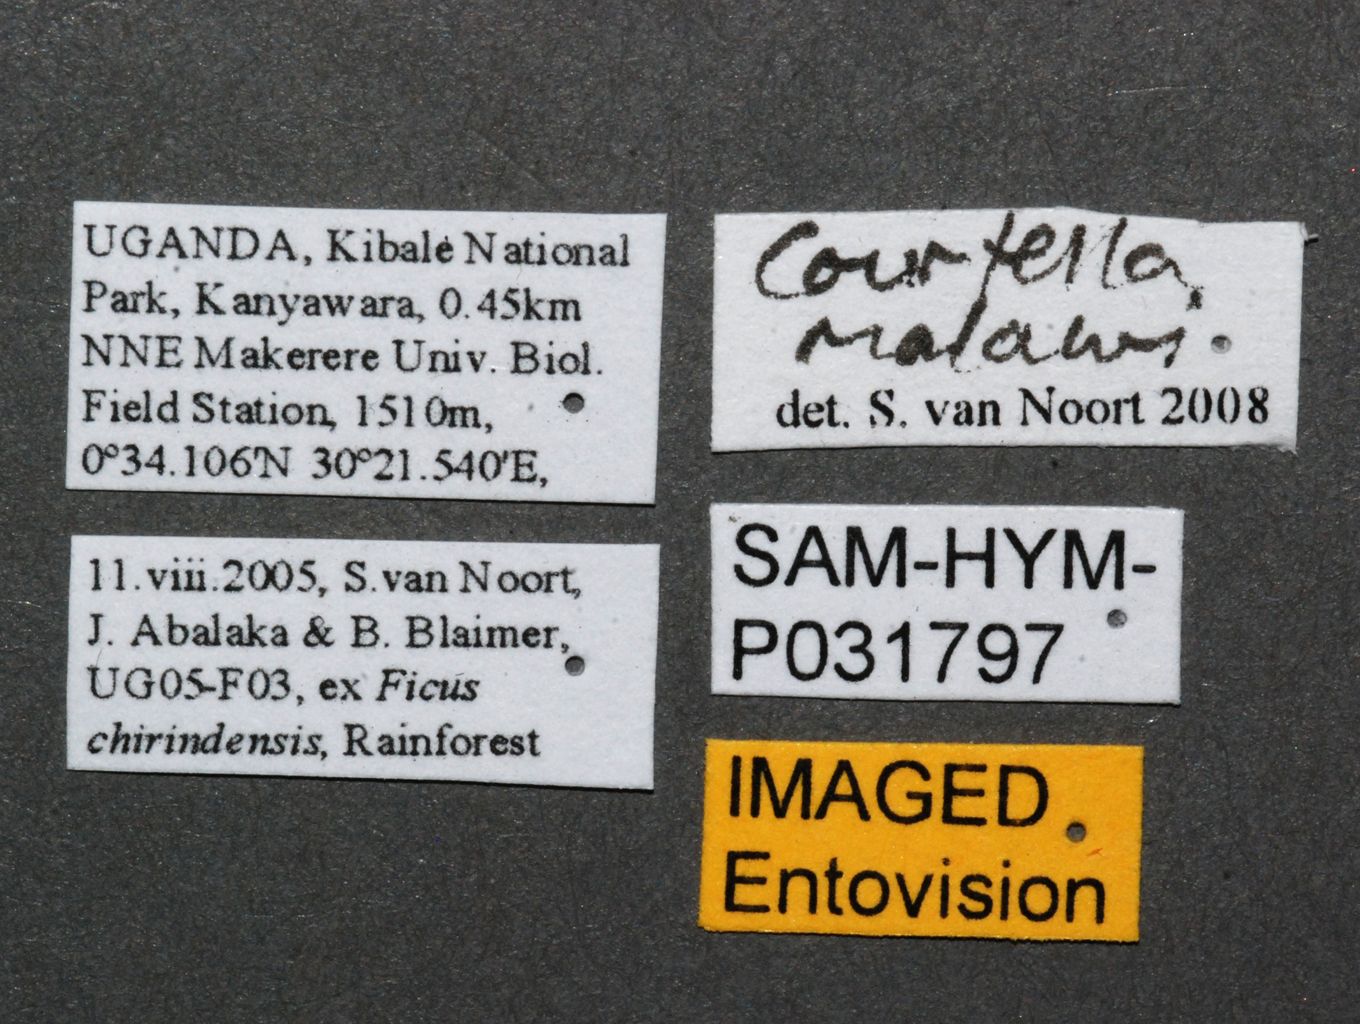 UGANDA, Kibale National
Park, Kanyawara, 0.45km
NNE Makerere Univ. Biol.
Field Station, 1510m,
0°34.106'N 30°21.540'E,
11.viii.2005, S.van Noort,
J. Abalaka & B. Blaimer,
UG05-F03, ex Ficus
chirindensis, Rainforest
Courtella
malawi
det. S. van Noort 2008
SAM-HYM-
P031797
IMAGED
Entovision